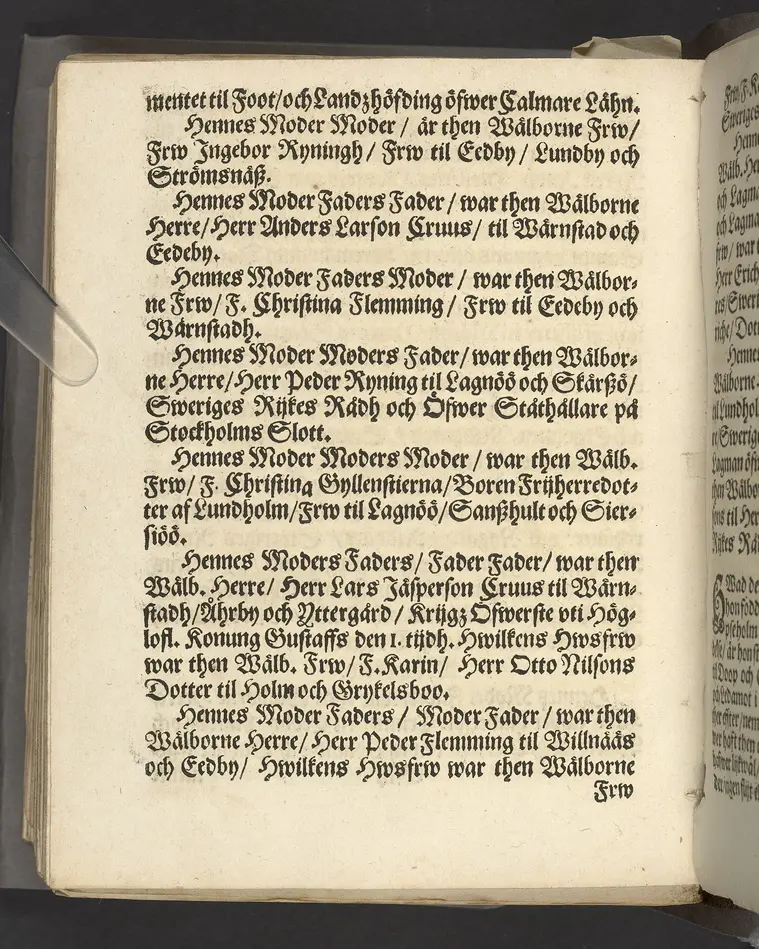 mentet til Foot/och Landzhöfding öfwer Calmare Lähn.
Hennes Moder Moder / är then Wälborne Frw/
Frw Ingebor Ryningh / Frw til Eedby / Lundby och
Strömsnäß.
Hennes Moder Faders Fader / war then Wälborne
Herre/Herr Anders Larson Cruus/ til Wärnstad och
Eedeby.
Hennes Moder Faders Moder / war then Wälbor-
ne Frw/F. Christina Flemming / Frw til Eedeby och
Wärnstadh.
Hennes Moder Moders Fader/ war then Wälbor-
ne Herre/Herr Peder Ryning til Lagnöö och Skärßö/
Sweriges Rijkes Rådh och Öfwer Ståthållare på
Stockholms Slott.
Hennes Moder Moders Moder / war then Wälb.
Frw/ F. Christina Gyllenstierna/Boren Frijherredot-
ter af Lundholm/Frw til Lagnöö/Sanßhult och Sier-
siöö.
Hennes Moders Faders/ Fader Fader/ war then
Wälb. Herre/ Herr Lars Jäsperson Cruus til Wärn-
stadh/Åhrby och Yttergård / Krijgz Öfwerste vti Hög-
lofl. Konung Gustaffs den 1. tijdh. Hwilkens Hwsfrw
war then Wälb. Frw/ F. Karin/ Herr Otto Nilsons
Dotter til Holm och Grykelsboo.
Hennes Moder Faders / Moder Fader / war then
Wälborne Herre/ Herr Peder Flemming til Willnääs
och Eedby/ Hwilkens Hwsfrw war then Wälborne
Frw